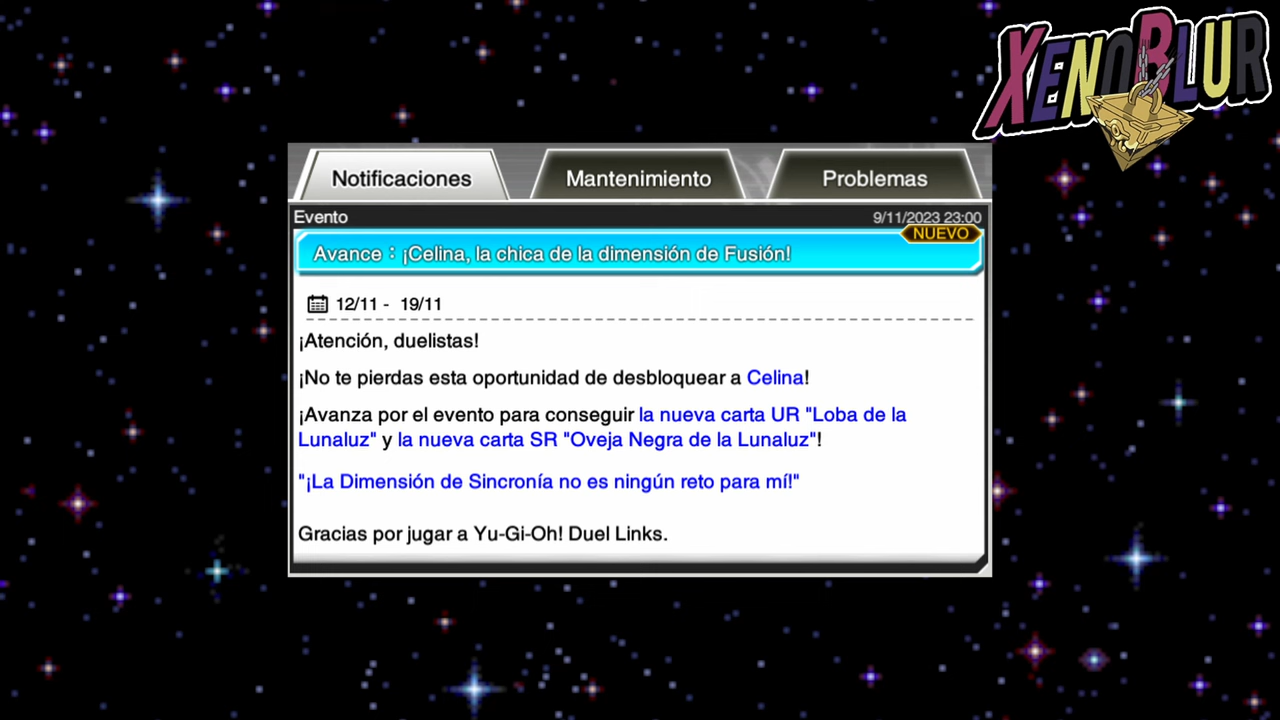 XENOBLUR
Notificaciones
Mantenimiento
Problemas
Evento
9/11/2023 23:00
NUEVO
Avance : ¡Celina, la chica de la dimensión de Fusión!
12/11 - 19/11
¡Atención, duelistas!
¡No te pierdas esta oportunidad de desbloquear a Celina!
¡Avanza por el evento para conseguir la nueva carta UR "Loba de la
Lunaluz" y la nueva carta SR "Oveja Negra de la Lunaluz"!
"¡La Dimensión de Sincronía no es ningún reto para mí!"
Gracias por jugar a Yu-Gi-Oh! Duel Links.